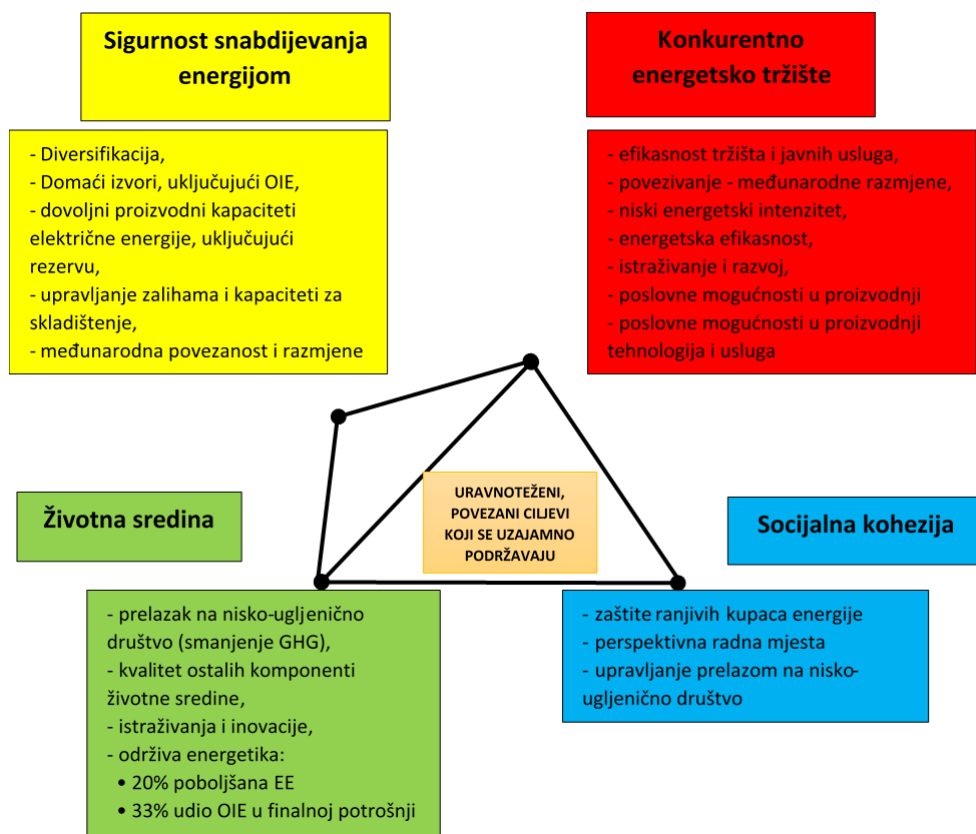 Sigurnost snabdijevanja
energijom
- Diversifikacija,
- Domaći izvori, uključujući OIE,
- dovoljni proizvodni kapaciteti
električne energije, uključujući
rezervu,
- upravljanje zalihama i kapaciteti za
skladištenje,
- međunarodna povezanost i razmjene
Konkurentno
energetsko tržište
- efikasnost tržišta i javnih usluga,
- povezivanje - međunarodne razmjene,
- niski energetski intenzitet,
- energetska efikasnost,
- istraživanje i razvoj,
- poslovne mogućnosti u proizvodnji
- poslovne mogućnosti u proizvodnji
tehnologija i usluga
URAVNOTEŽENI,
POVEZANI CILJEVI
KOJI SE UZAJAMNO
PODRŽAVAJU
Životna sredina
- prelazak na nisko-ugljenično
društvo (smanjenje GHG),
- kvalitet ostalih komponenti
životne sredine,
- istraživanja i inovacije,
- održiva energetika:
• 20% poboljšana EE
• 33% udio OIE u finalnoj potrošnji
Socijalna kohezija
- zaštite ranjivih kupaca energije
- perspektivna radna mjesta
- upravljanje prelazom na nisko-
ugljenično društvo